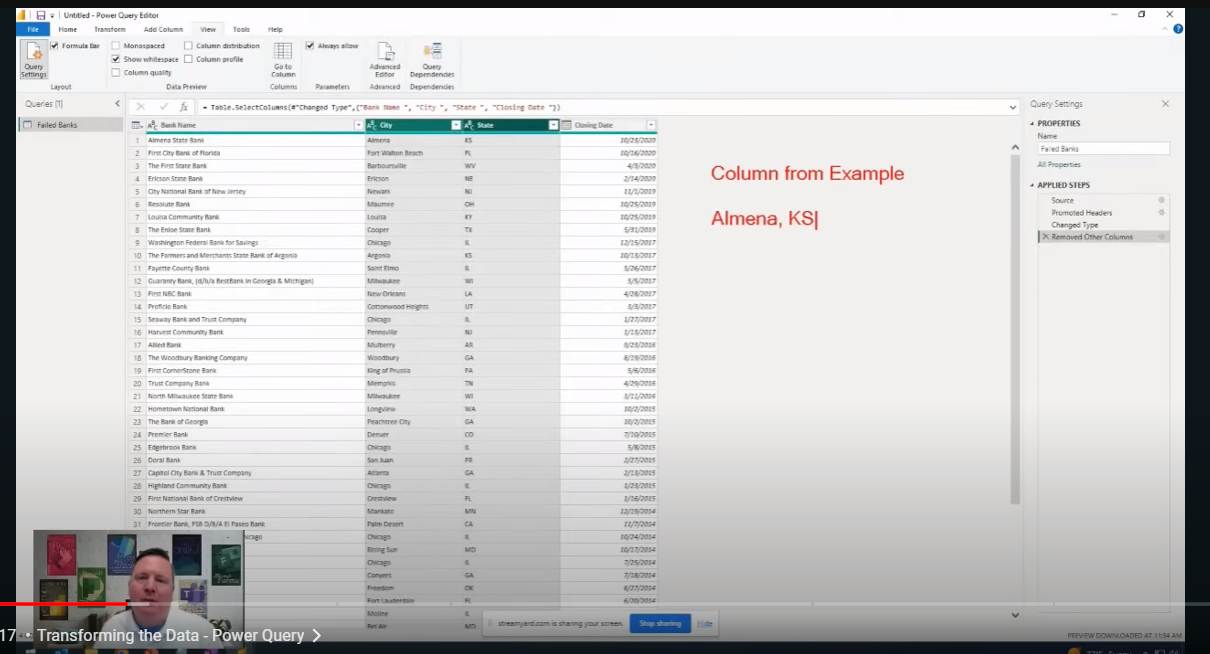 Untitled - Power Query Editor
File Home Transform Add Column View Tools Help
Formula Bar Monospaced Column distribution Always allow
Show whitespace Column profile
Column quality
Query Settings Go to Column Advanced Editor Query Dependencies
Layout Data Preview Columns Parameters Advanced Dependencies
Queries [1]
Failed Banks
= Table.SelectColumns(#"Changed Type",{"Bank Name ", "City ", "State ", "Closing Date "})
Bank Name City State Closing Date
1 Almena State Bank Almena KS 10/23/2020
2 First City Bank of Florida Fort Walton Beach FL 10/16/2020
3 The First State Bank Barboursville WV 4/3/2020
4 Ericson State Bank Ericson NE 2/14/2020
5 City National Bank of New Jersey Newark NJ 11/1/2019
6 Resolute Bank Maumee OH 10/25/2019
7 Louisa Community Bank Louisa KY 10/25/2019
8 The Enloe State Bank Cooper TX 5/31/2019
9 Washington Federal Bank for Savings Chicago IL 12/15/2017
10 The Farmers and Merchants State Bank of Argonia Argonia KS 10/13/2017
11 Fayette County Bank Saint Elmo IL 5/26/2017
12 Guaranty Bank, (d/b/a BestBank in Georgia & Michigan) Milwaukee WI 5/5/2017
13 First NBC Bank New Orleans LA 4/28/2017
14 Proficio Bank Cottonwood Heights UT 3/3/2017
15 Seaway Bank and Trust Company Chicago IL 1/27/2017
16 Harvest Community Bank Pennsville NJ 1/13/2017
17 Allied Bank Mulberry AR 9/23/2016
18 The Woodbury Banking Company Woodbury GA 8/19/2016
19 First CornerStone Bank King of Prussia PA 5/6/2016
20 Trust Company Bank Memphis TN 4/29/2016
21 North Milwaukee State Bank Milwaukee WI 3/11/2016
22 Hometown National Bank Longview WA 10/2/2015
23 The Bank of Georgia Peachtree City GA 10/2/2015
24 Premier Bank Denver CO 7/10/2015
25 Edgebrook Bank Chicago IL 5/8/2015
26 Doral Bank San Juan PR 2/27/2015
27 Capitol City Bank & Trust Company Atlanta GA 2/13/2015
28 Highland Community Bank Chicago IL 1/23/2015
29 First National Bank of Crestview Crestview FL 1/16/2015
30 Northern Star Bank Mankato MN 12/19/2014
31 Frontier Bank, FSB D/B/A El Paseo Bank Palm Desert CA 11/7/2014
Chicago IL 10/24/2014
Rising Sun MD 10/17/2014
Chicago IL 7/25/2014
Conyers GA 7/18/2014
Freedom OK 6/27/2014
Fort Lauderdale FL 6/20/2014
Moline IL
Bel Air MD
Column from Example
Almena, KS
Query Settings
PROPERTIES
Name
Failed Banks
All Properties
APPLIED STEPS
Source
Promoted Headers
Changed Type
Removed Other Columns
streamyard.com is sharing your screen. Stop sharing Hide
PREVIEW DOWNLOADED AT 11:34 AM
17 • Transforming the Data - Power Query